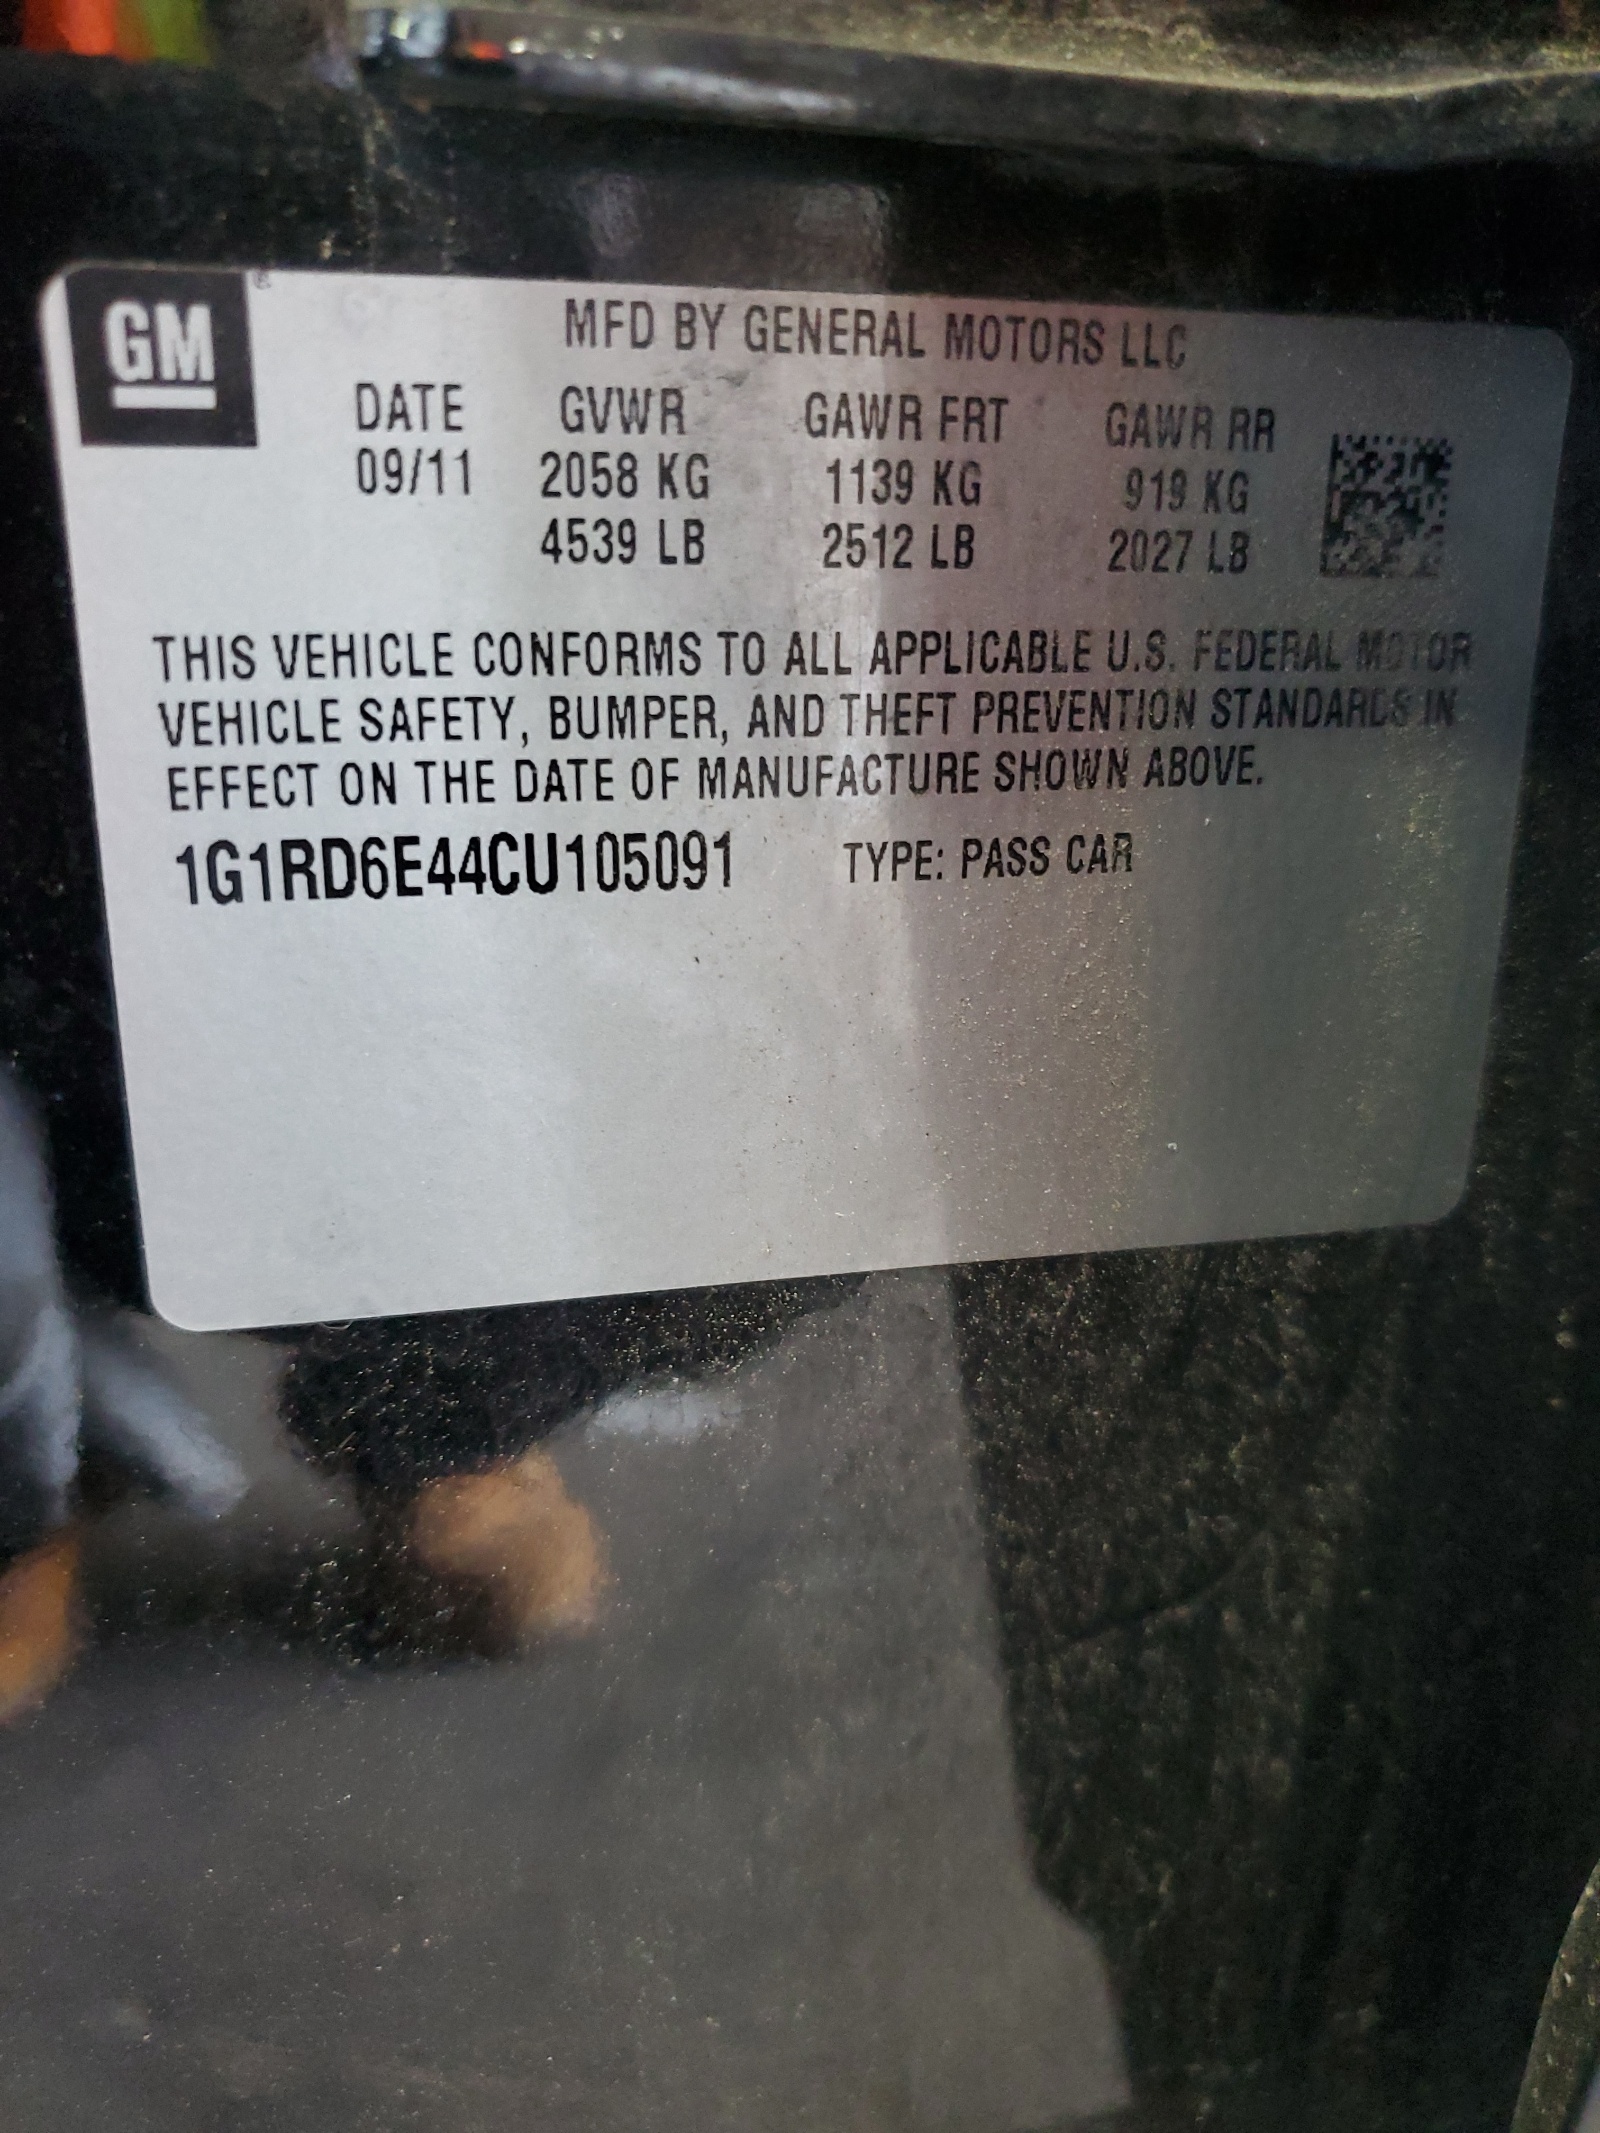 GM ®
MFD BY GENERAL MOTORS LLC
DATE GVWR GAWR FRT GAWR RR
09/11 2058 KG 1139 KG 919 KG
4539 LB 2512 LB 2027 LB
THIS VEHICLE CONFORMS TO ALL APPLICABLE U.S. FEDERAL MOTOR
VEHICLE SAFETY, BUMPER, AND THEFT PREVENTION STANDARDS IN
EFFECT ON THE DATE OF MANUFACTURE SHOWN ABOVE.
1G1RD6E44CU105091 TYPE: PASS CAR